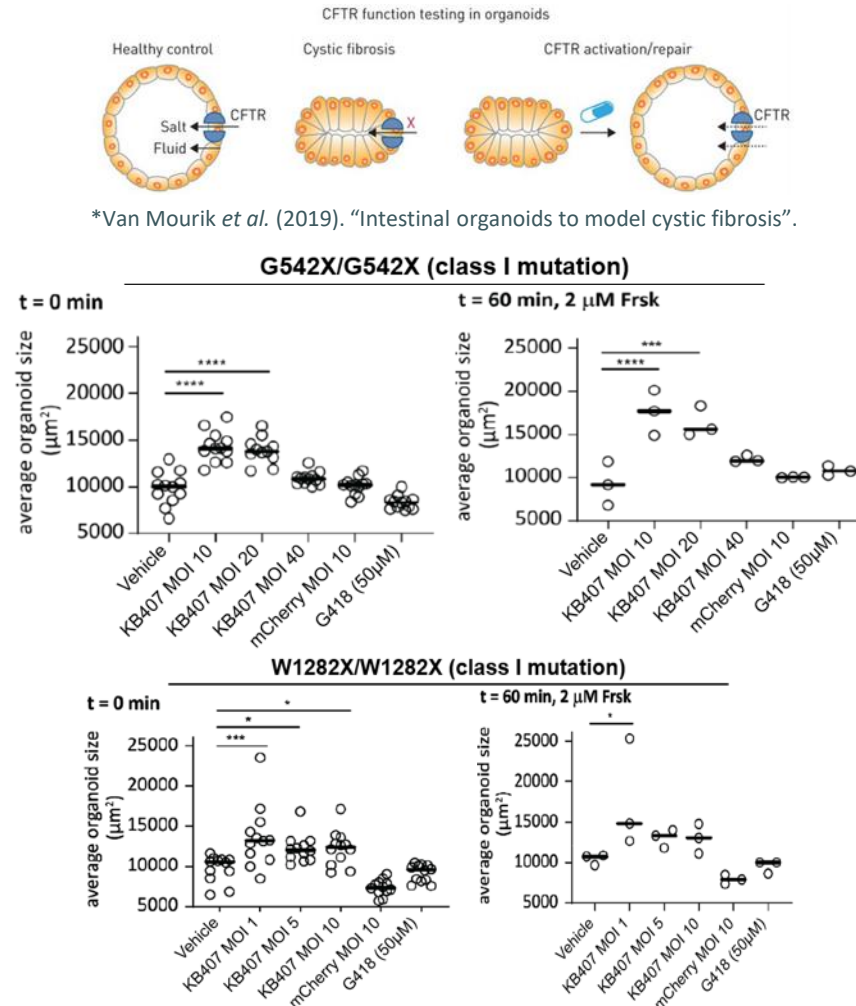 CFTR function testing in organoids
Healthy control
Cystic fibrosis
CFTR activation/repair
Salt
Fluid
CFTR
X
CFTR
*Van Mourik et al. (2019). “Intestinal organoids to model cystic fibrosis”.
G542X/G542X (class I mutation)
t = 0 min
average organoid size
(µm²)
25000
20000
15000
10000
5000
****
****
Vehicle
KB407 MOI 10
KB407 MOI 20
KB407 MOI 40
mCherry MOI 10
G418 (50µM)
t = 60 min, 2 µM Frsk
average organoid size
(µm²)
25000
20000
15000
10000
5000
***
****
Vehicle
KB407 MOI 10
KB407 MOI 20
KB407 MOI 40
mCherry MOI 10
G418 (50µM)
W1282X/W1282X (class I mutation)
t = 0 min
average organoid size
(µm²)
25000
20000
15000
10000
5000
*
*
***
Vehicle
KB407 MOI 1
KB407 MOI 5
KB407 MOI 10
mCherry MOI 10
G418 (50µM)
t = 60 min, 2 µM Frsk
average organoid size
(µm²)
25000
20000
15000
10000
5000
*
Vehicle
KB407 MOI 1
KB407 MOI 5
KB407 MOI 10
mCherry MOI 10
G418 (50µM)